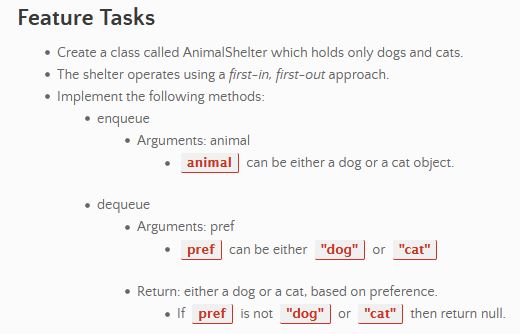 Feature Tasks
Create a class called AnimalShelter which holds only dogs and cats.
The shelter operates using a first-in, first-out approach.
Implement the following methods:
enqueue
Arguments: animal
animal can be either a dog or a cat object.
dequeue
Arguments: pref
pref can be either "dog" or "cat"
Return: either a dog or a cat, based on preference.
If pref is not "dog" or "cat" then return null.